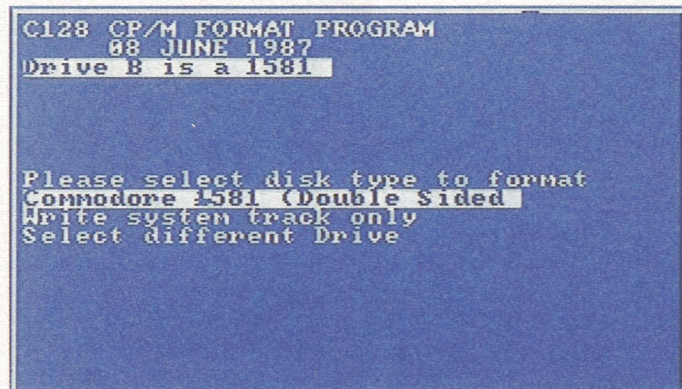 C128 CP/M FORMAT PROGRAM
08 JUNE 1987
Drive B is a 1581
Please select disk type to format
Commodore 1581 (Double Sided
Write system track only
Select different Drive